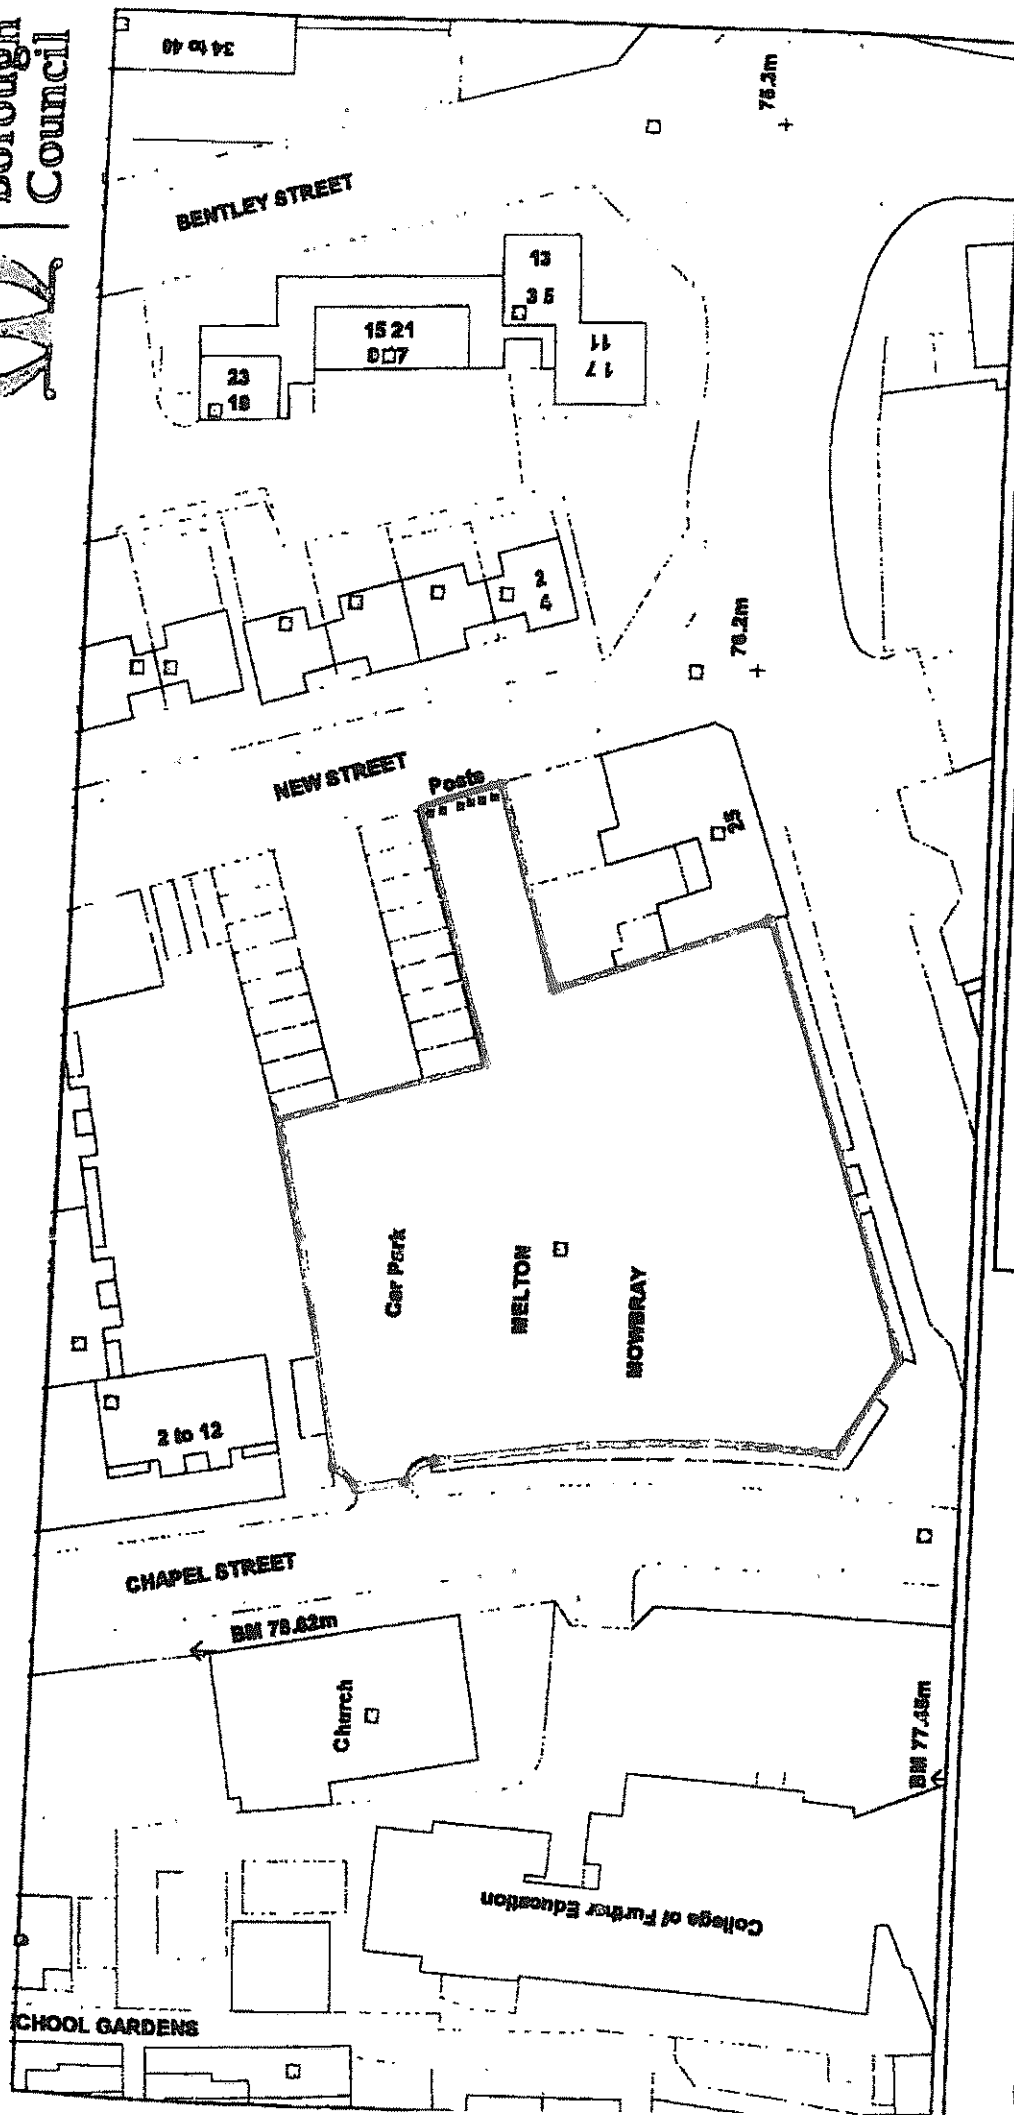 Borough
Council
34 to 40
76.3m
BENTLEY STREET
13
3 5
15 21
11
1 7
23
19
2
4
76.2m
NEW STREET
Posts
25
Car Park
MELTON
MOWBRAY
2 to 12
CHAPEL STREET
BM 78.62m
Church
BM 77.45m
College of Further Education
CHOOL GARDENS